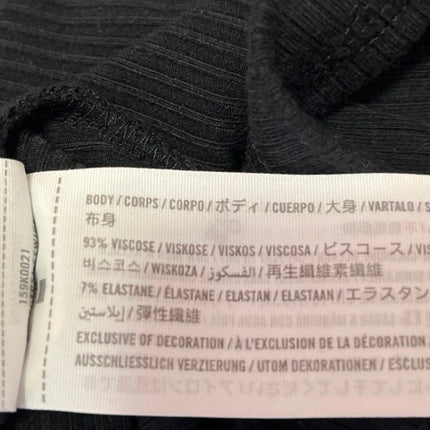 BODY / CORPS / CORPO / ボディ / CUERPO / 大身 / VARTALO /
布身
93% VISCOSE / VISKOSE / VISKOS / VISCOSA / ビスコース /
비스코스 / WISKOZA / الفسكوز / 再生纖維素纖維
7% ELASTANE / ÉLASTANE / ELASTAN / ELASTAAN / エラスタン
إيلاستين / 彈性纖維
EXCLUSIVE OF DECORATION / À L'EXCLUSION DE LA DÉCORATION
AUSSCHLIESSLICH VERZIERUNG / UTOM DEKORATIONEN /
159K0021